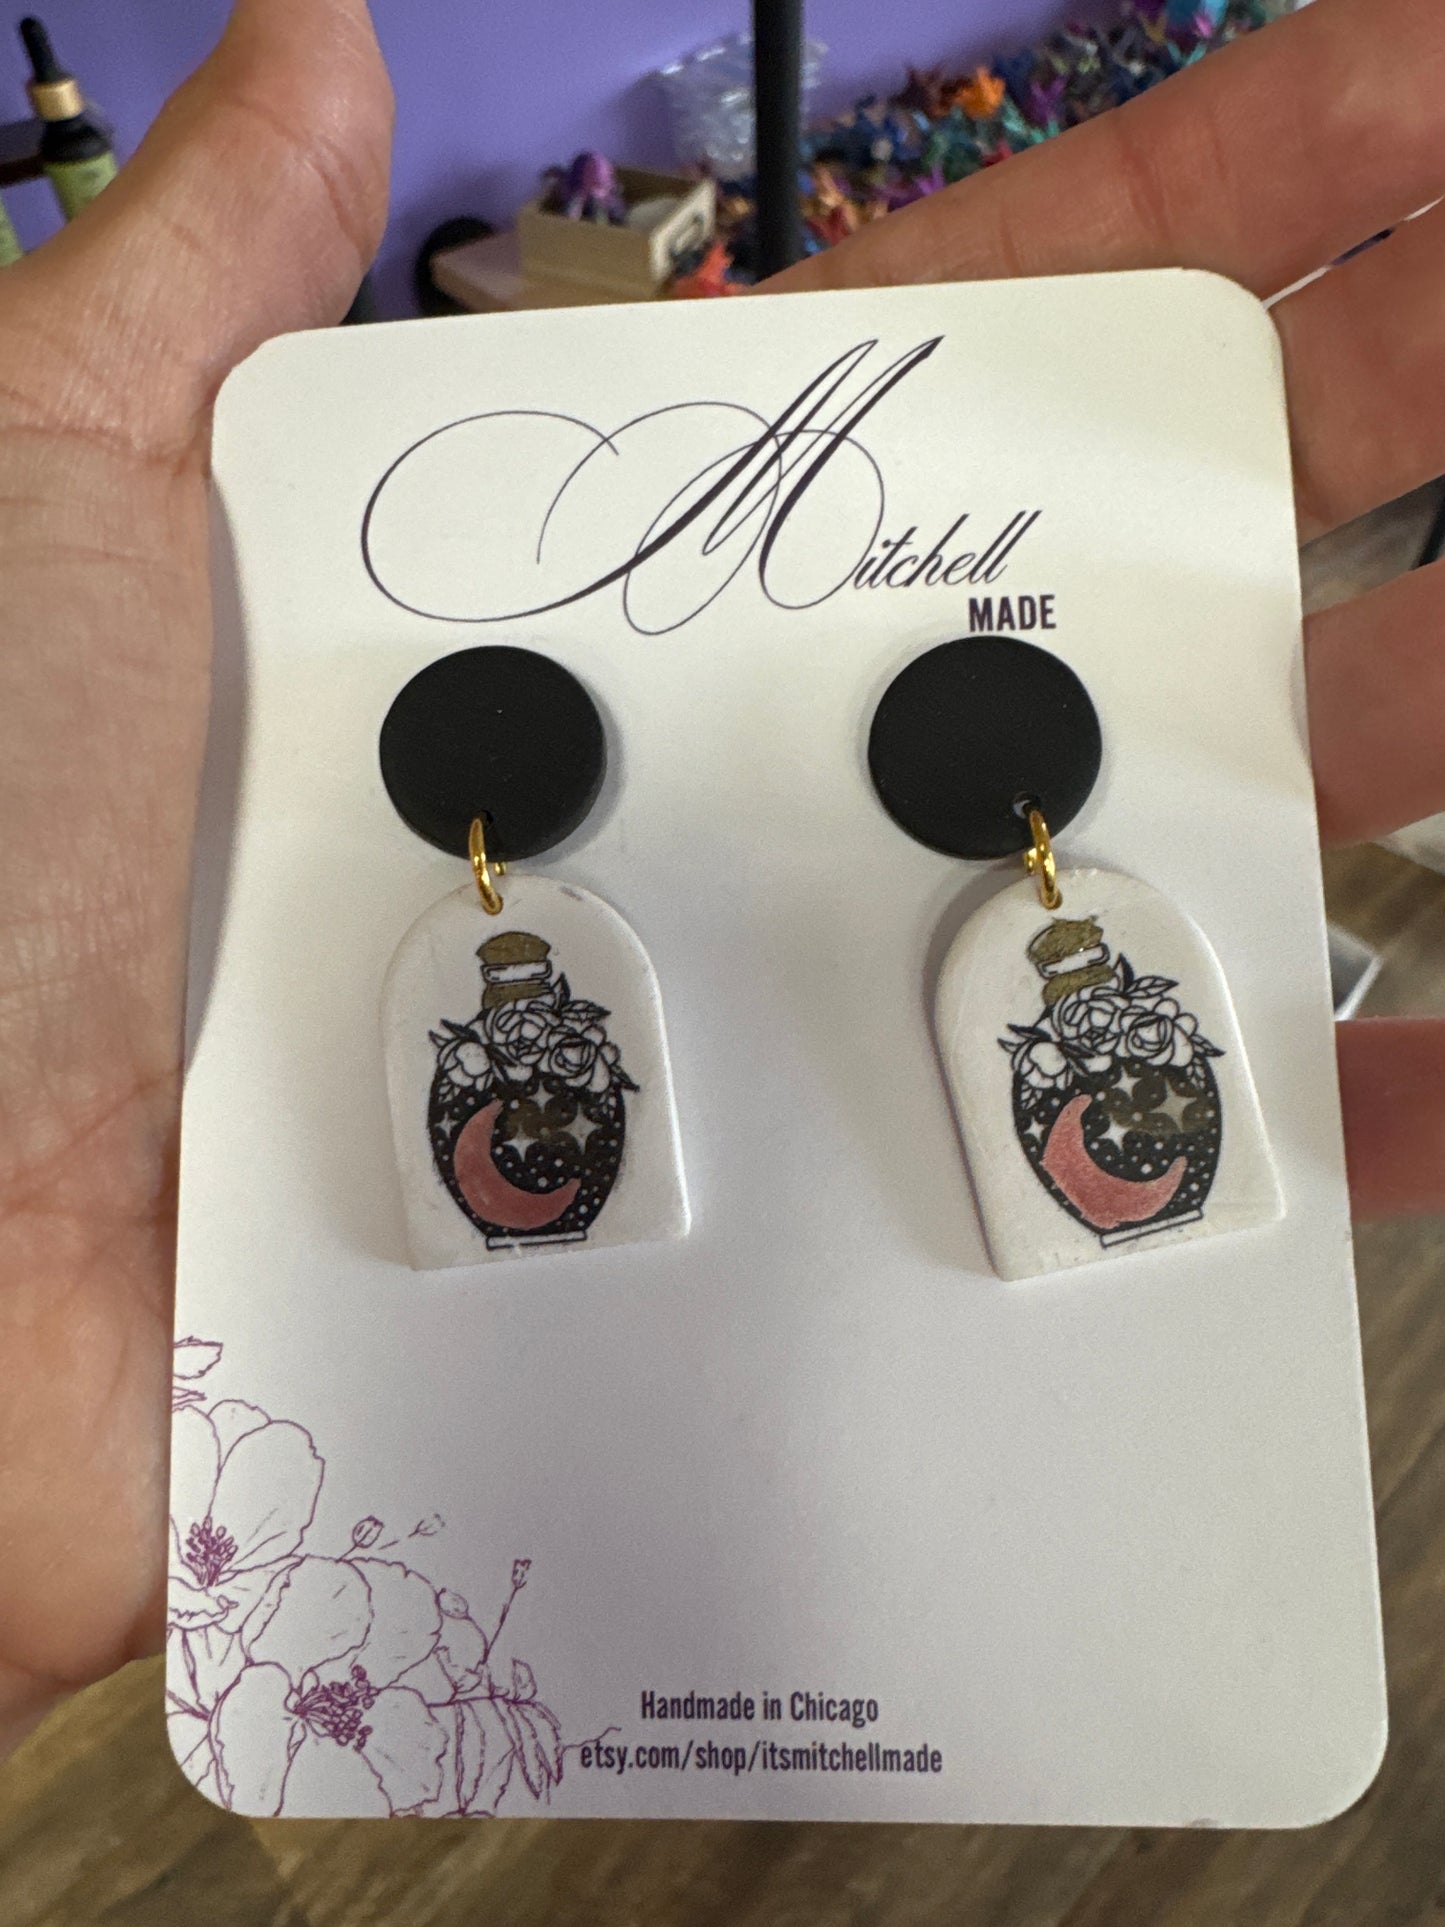 Mitchell
MADE
Handmade in Chicago
etsy.com/shop/itsmitchellmade